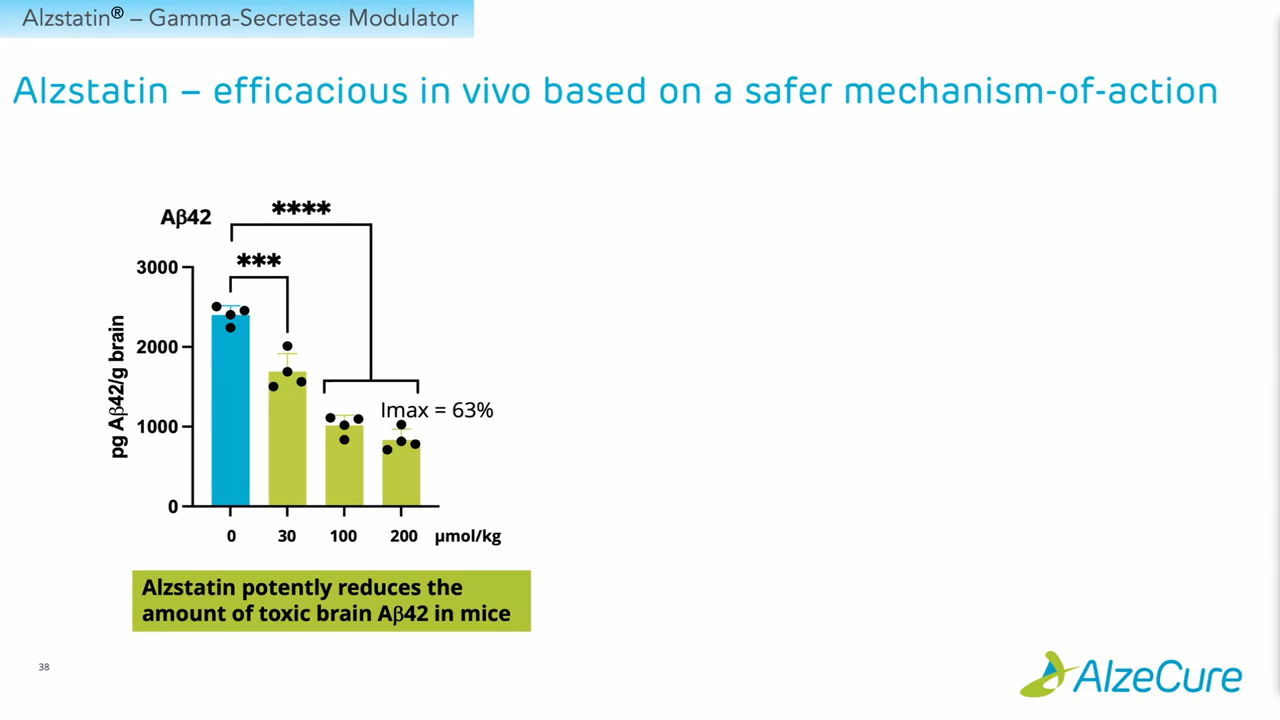 Alzstatin® – Gamma-Secretase Modulator
Alzstatin – efficacious in vivo based on a safer mechanism-of-action
Aβ42
****
***
3000
2000
1000
0
pg Aβ42/g brain
Imax = 63%
0 30 100 200 µmol/kg
Alzstatin potently reduces the
amount of toxic brain Aβ42 in mice
38
AlzeCure